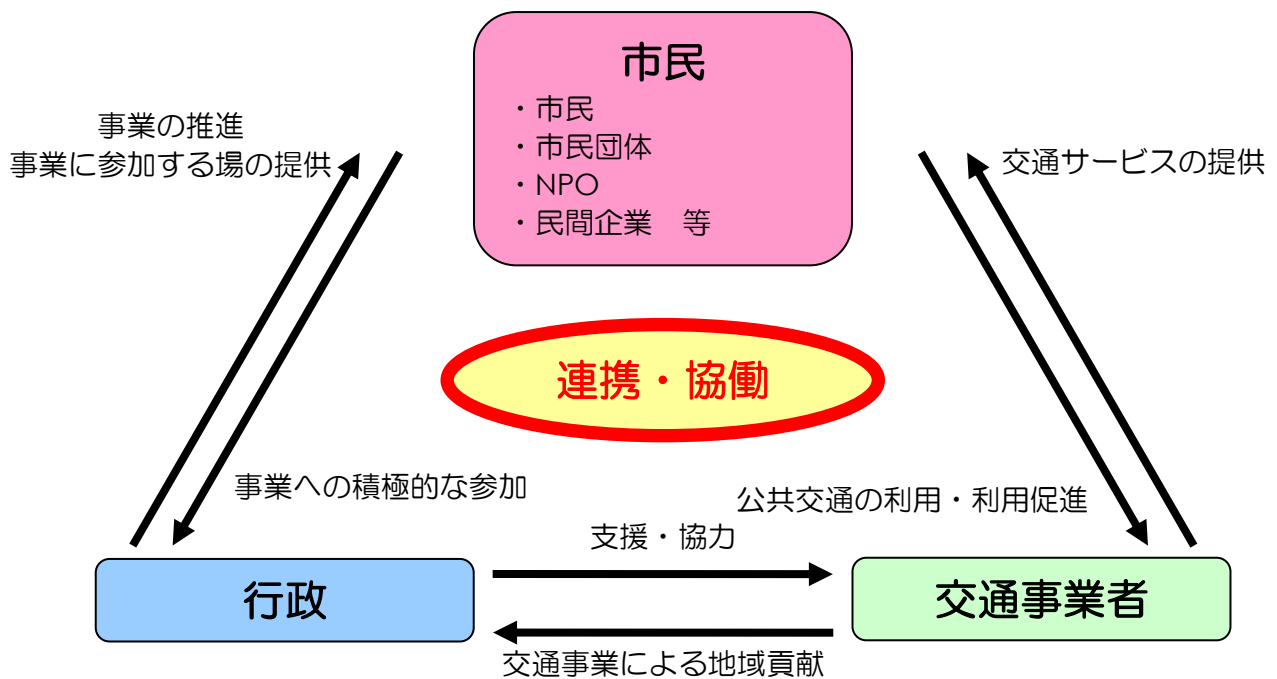 市民
・市民
・市民団体
・NPO
・民間企業　等
事業の推進
事業に参加する場の提供
交通サービスの提供
連携・協働
事業への積極的な参加
公共交通の利用・利用促進
支援・協力
行政
交通事業者
交通事業による地域貢献